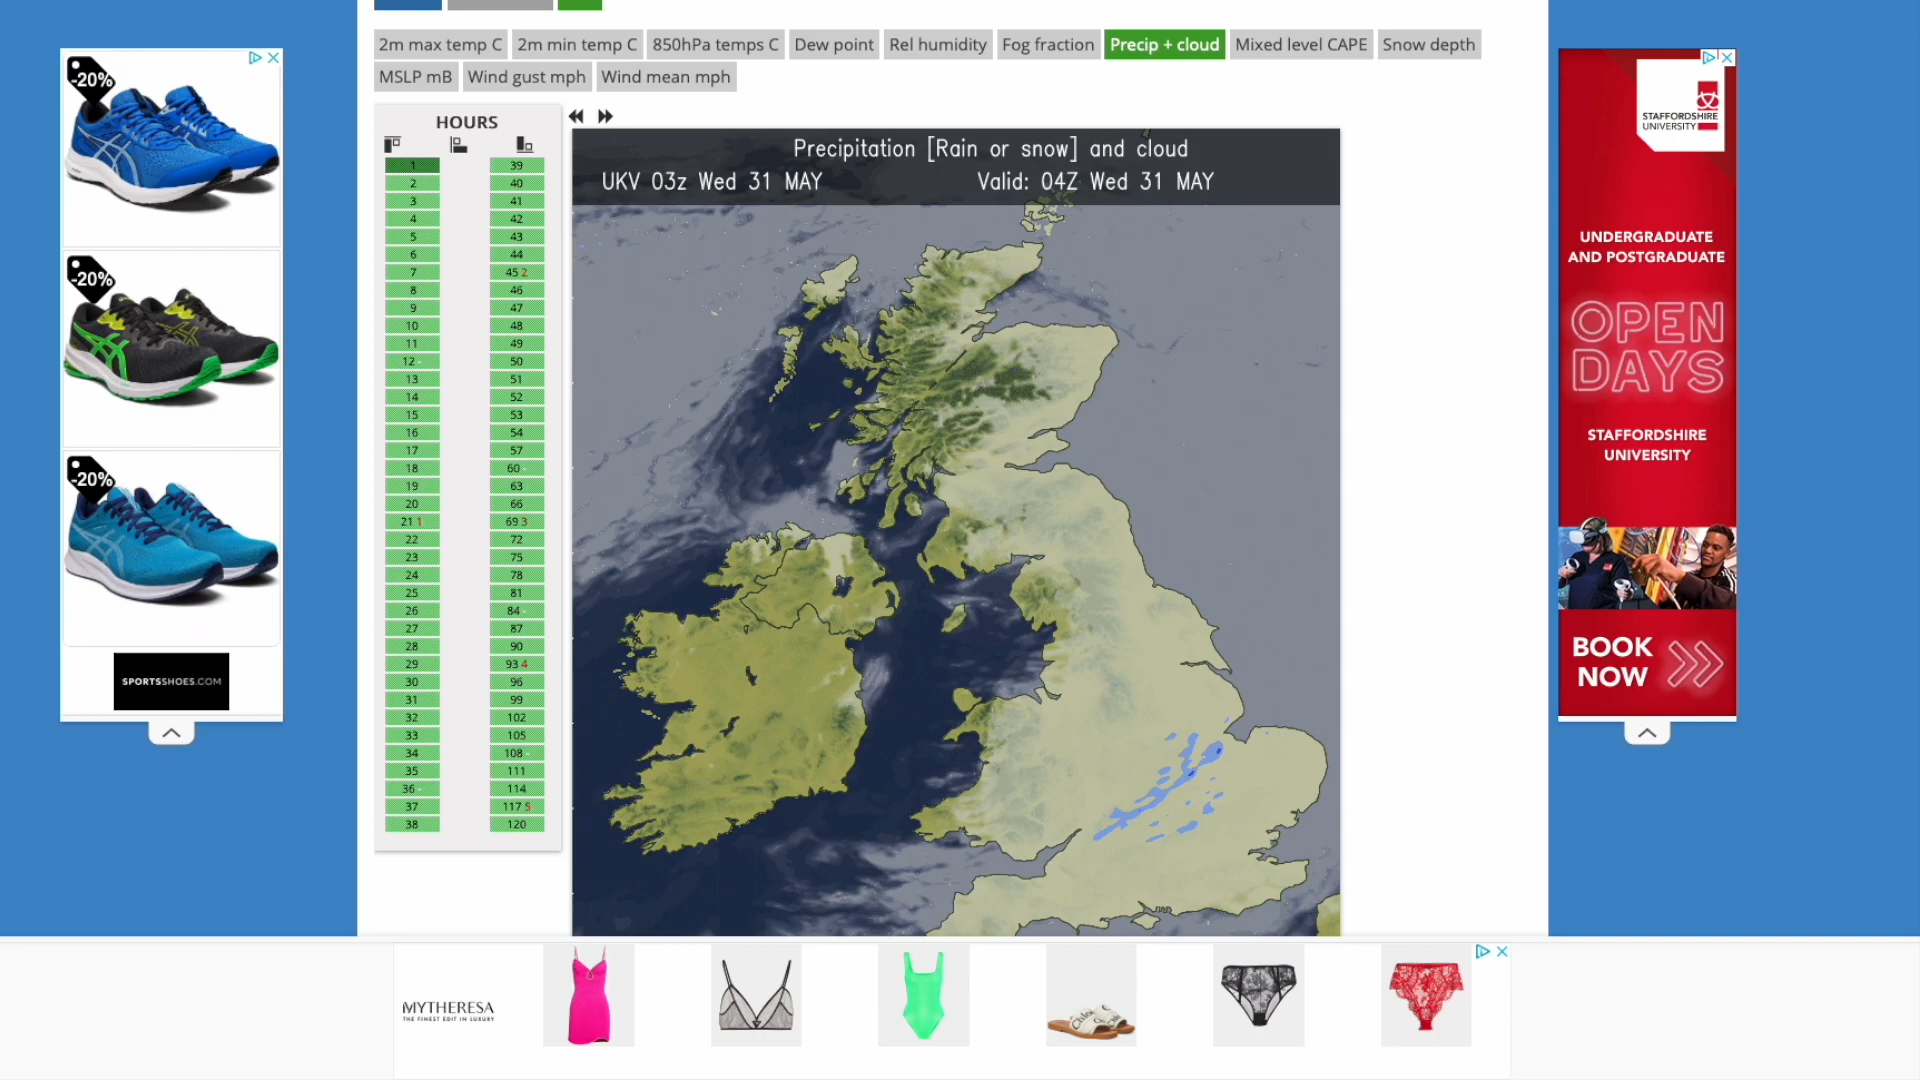 2m max temp C
2m min temp C
850hPa temps C
Dew point
Rel humidity
Fog fraction
Precip + cloud
Mixed level CAPE
Snow depth
MSLP mB
Wind gust mph
Wind mean mph
HOURS
1 39
2 40
3 41
4 42
5 43
6 44
7 45 2
8 46
9 47
10 48
11 49
12 50
13 51
14 52
15 53
16 54
17 57
18 60
19 63
20 66
21 1 69 3
22 72
23 75
24 78
25 81
26 84
27 87
28 90
29 93 4
30 96
31 99
32 102
33 105
34 108
35 111
36 114
37 117 5
38 120
Precipitation [Rain or snow] and cloud
UKV 03z Wed 31 MAY
Valid: 04Z Wed 31 MAY
-20%
-20%
-20%
SPORTSSHOES.COM
STAFFORDSHIRE
UNIVERSITY
UNDERGRADUATE
AND POSTGRADUATE
OPEN
DAYS
STAFFORDSHIRE
UNIVERSITY
BOOK
NOW
MYTHERESA
THE FINEST EDIT IN LUXURY
Chloé